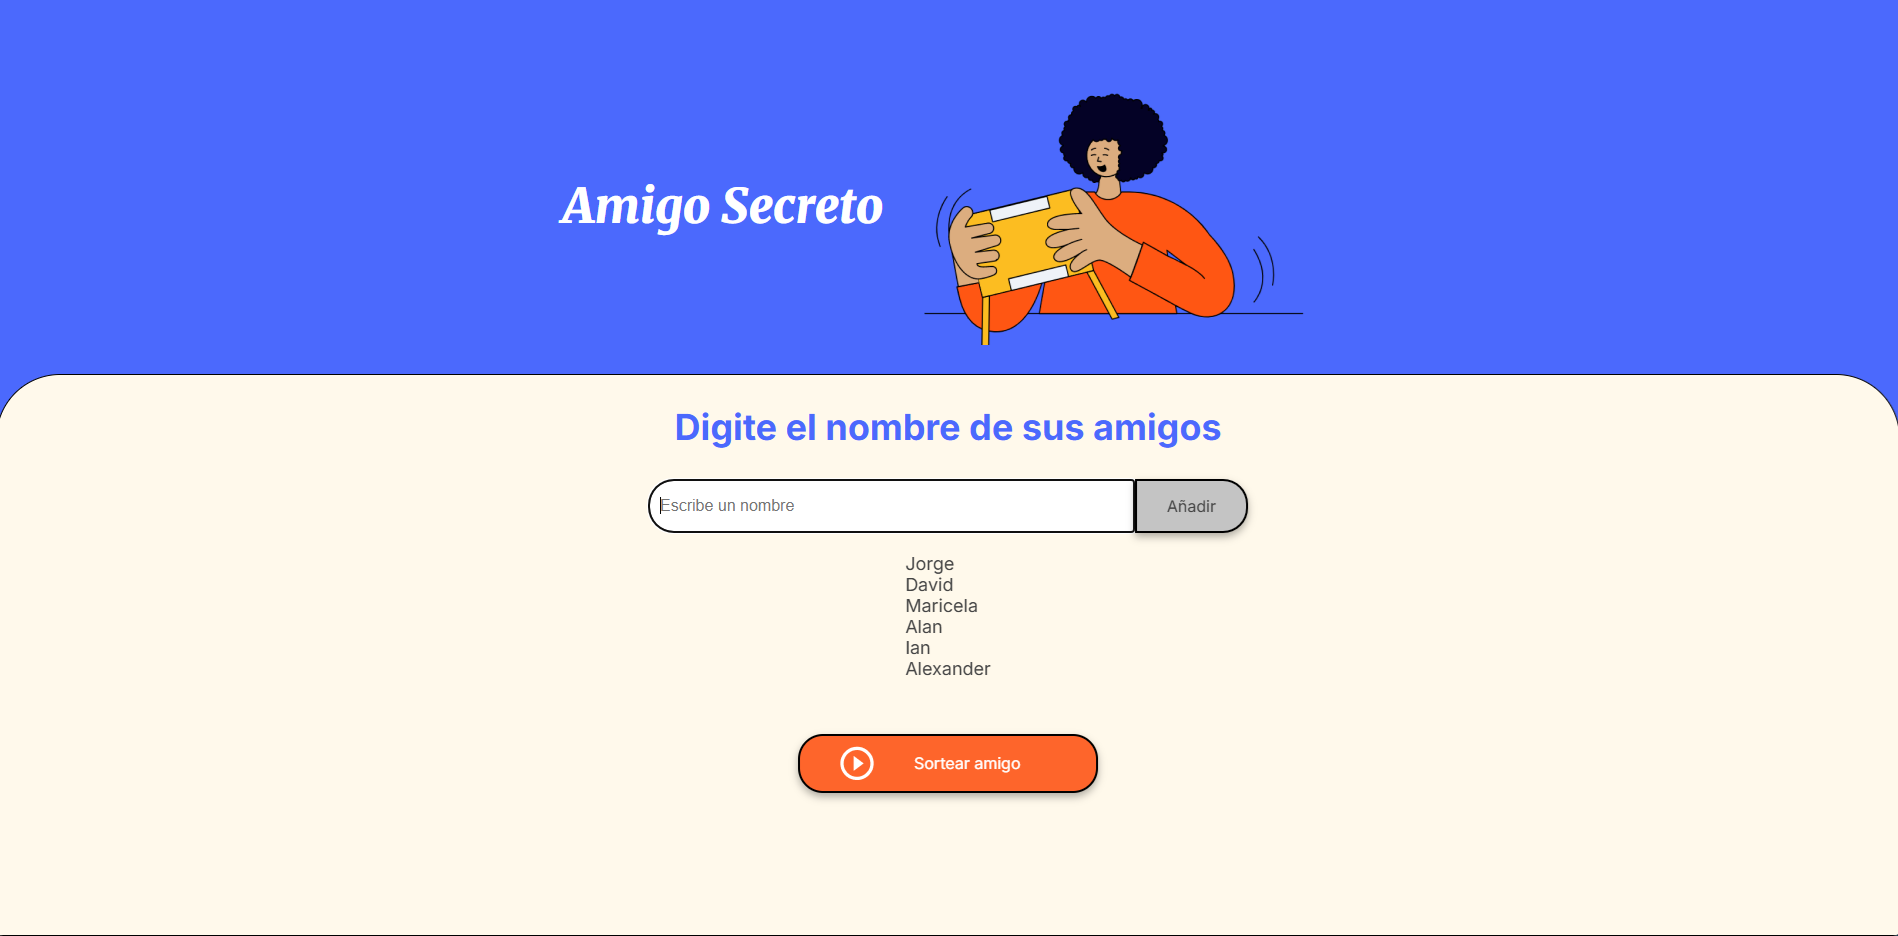 Amigo Secreto
Digite el nombre de sus amigos
Escribe un nombre
Añadir
Jorge
David
Maricela
Alan
Ian
Alexander
Sortear amigo